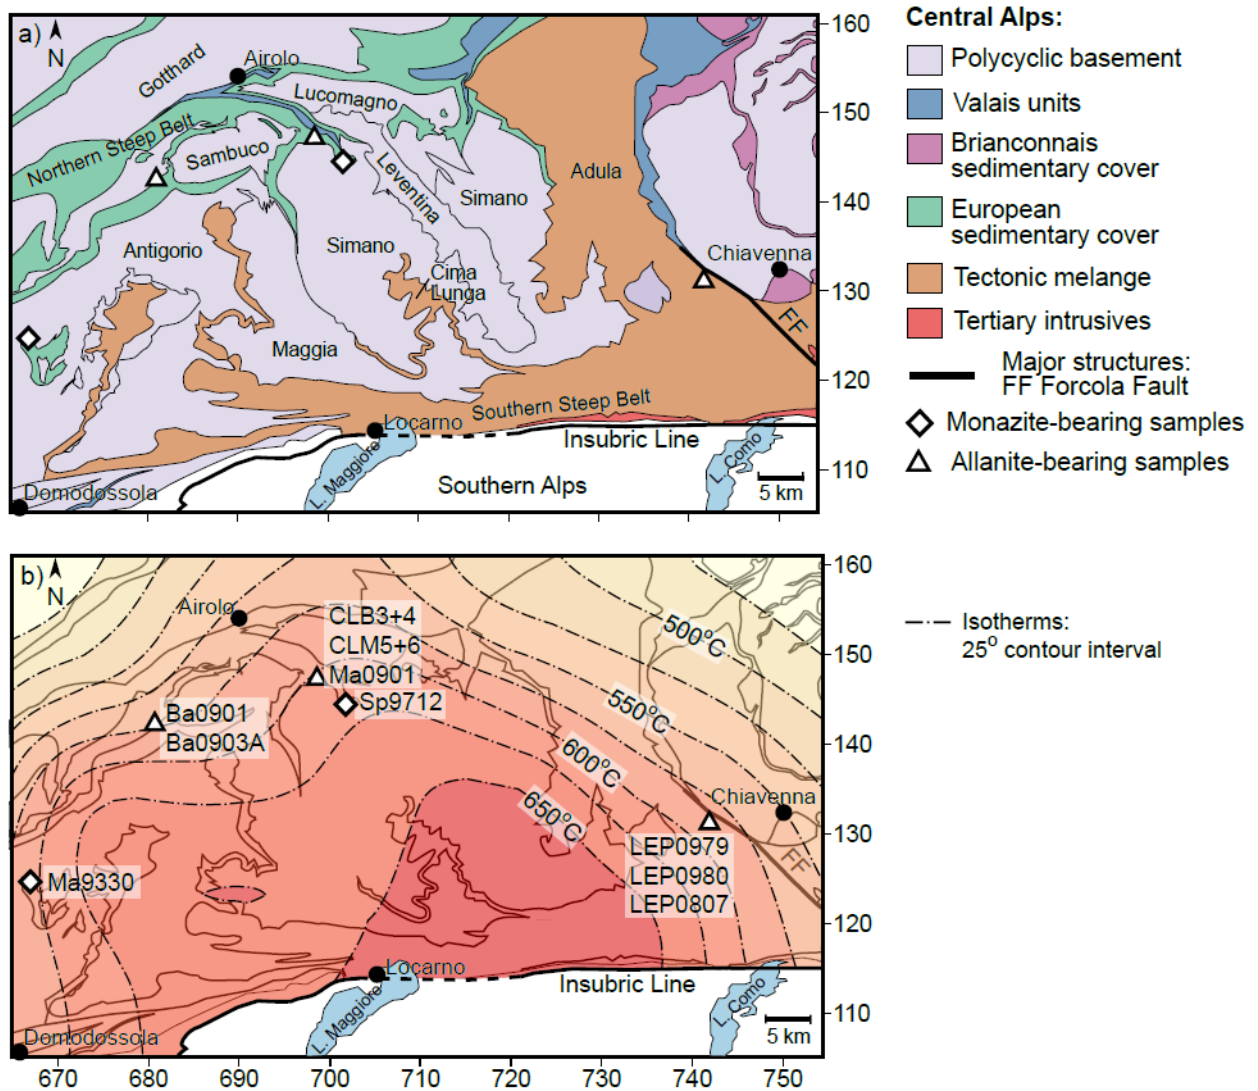 a)
N
Gotthard
Airolo
Lucomagno
Northern Steep Belt
Sambuco
Leventina
Simano
Adula
Antigorio
Simano
Cima
Lunga
Chiavenna
FF
Maggia
Locarno
Southern Steep Belt
Insubric Line
L. Maggiore
L. Como
Southern Alps
Domodossola
5 km
160
150
140
130
120
110
Central Alps:
Polycyclic basement
Valais units
Brianconnais
sedimentary cover
European
sedimentary cover
Tectonic melange
Tertiary intrusives
Major structures:
FF Forcola Fault
Monazite-bearing samples
Allanite-bearing samples
b)
N
Airolo
CLB3+4
CLM5+6
Ma0901
Sp9712
Ba0901
Ba0903A
500°C
550°C
600°C
650°C
Chiavenna
FF
LEP0979
LEP0980
LEP0807
Ma9330
Locarno
Insubric Line
L. Maggiore
L. Como
Domodossola
5 km
160
150
140
130
120
110
670 680 690 700 710 720 730 740 750
Isotherms:
25° contour interval